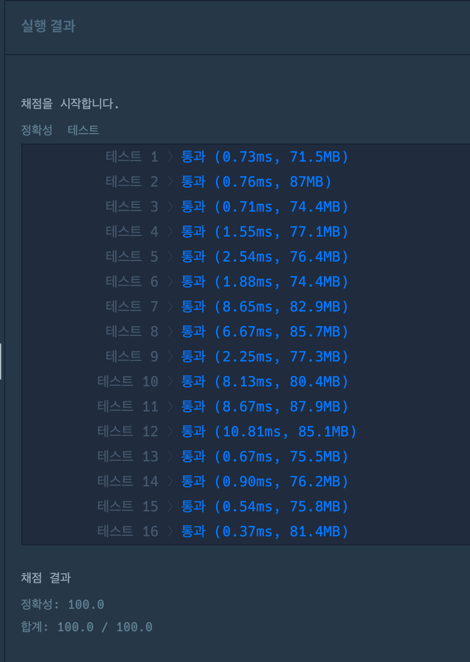 실행 결과
채점을 시작합니다.
정확성 테스트
테스트 1 〉 통과 (0.73ms, 71.5MB)
테스트 2 〉 통과 (0.76ms, 87MB)
테스트 3 〉 통과 (0.71ms, 74.4MB)
테스트 4 〉 통과 (1.55ms, 77.1MB)
테스트 5 〉 통과 (2.54ms, 76.4MB)
테스트 6 〉 통과 (1.88ms, 74.4MB)
테스트 7 〉 통과 (8.65ms, 82.9MB)
테스트 8 〉 통과 (6.67ms, 85.7MB)
테스트 9 〉 통과 (2.25ms, 77.3MB)
테스트 10 〉 통과 (8.13ms, 80.4MB)
테스트 11 〉 통과 (8.67ms, 87.9MB)
테스트 12 〉 통과 (10.81ms, 85.1MB)
테스트 13 〉 통과 (0.67ms, 75.5MB)
테스트 14 〉 통과 (0.90ms, 76.2MB)
테스트 15 〉 통과 (0.54ms, 75.8MB)
테스트 16 〉 통과 (0.37ms, 81.4MB)
채점 결과
정확성: 100.0
합계: 100.0 / 100.0